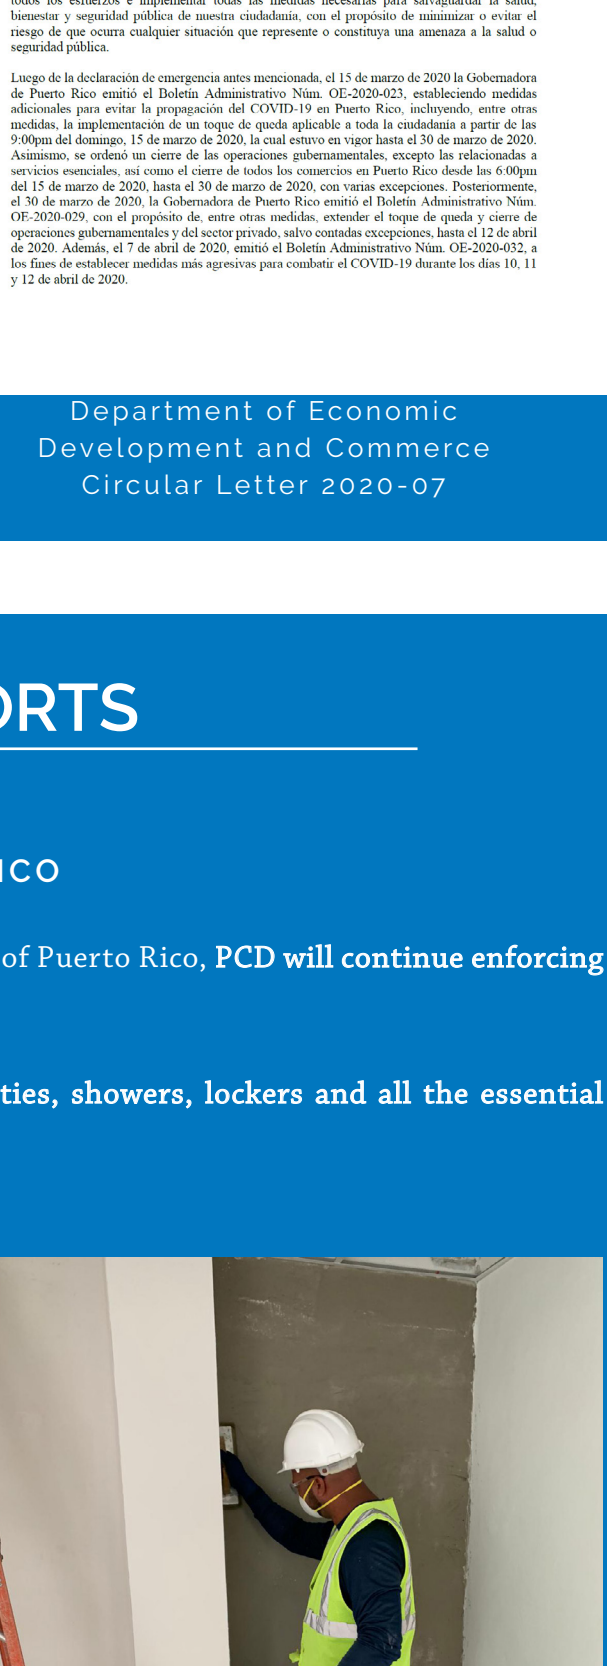 todos los esfuerzos e implementar todas las medidas necesarias para salvaguardar la salud,
bienestar y seguridad pública de nuestra ciudadanía, con el propósito de minimizar o evitar el
riesgo de que ocurra cualquier situación que represente o constituya una amenaza a la salud o
seguridad pública.
Luego de la declaración de emergencia antes mencionada, el 15 de marzo de 2020 la Gobernadora
de Puerto Rico emitió el Boletín Administrativo Núm. OE-2020-023, estableciendo medidas
adicionales para evitar la propagación del COVID-19 en Puerto Rico, incluyendo, entre otras
medidas, la implementación de un toque de queda aplicable a toda la ciudadanía a partir de las
9:00pm del domingo, 15 de marzo de 2020, la cual estuvo en vigor hasta el 30 de marzo de 2020.
Asimismo, se ordenó un cierre de las operaciones gubernamentales, excepto las relacionadas a
servicios esenciales, así como el cierre de todos los comercios en Puerto Rico desde las 6:00pm
del 15 de marzo de 2020, hasta el 30 de marzo de 2020, con varias excepciones. Posteriormente,
el 30 de marzo de 2020, la Gobernadora de Puerto Rico emitió el Boletín Administrativo Núm.
OE-2020-029, con el propósito de, entre otras medidas, extender el toque de queda y cierre de
operaciones gubernamentales y del sector privado, salvo contadas excepciones, hasta el 12 de abril
de 2020. Además, el 7 de abril de 2020, emitió el Boletín Administrativo Núm. OE-2020-032, a
los fines de establecer medidas más agresivas para combatir el COVID-19 durante los días 10, 11
y 12 de abril de 2020.
Department of Economic
Development and Commerce
Circular Letter 2020-07
ORTS
ICO
of Puerto Rico, PCD will continue enforcing
ties, showers, lockers and all the essential